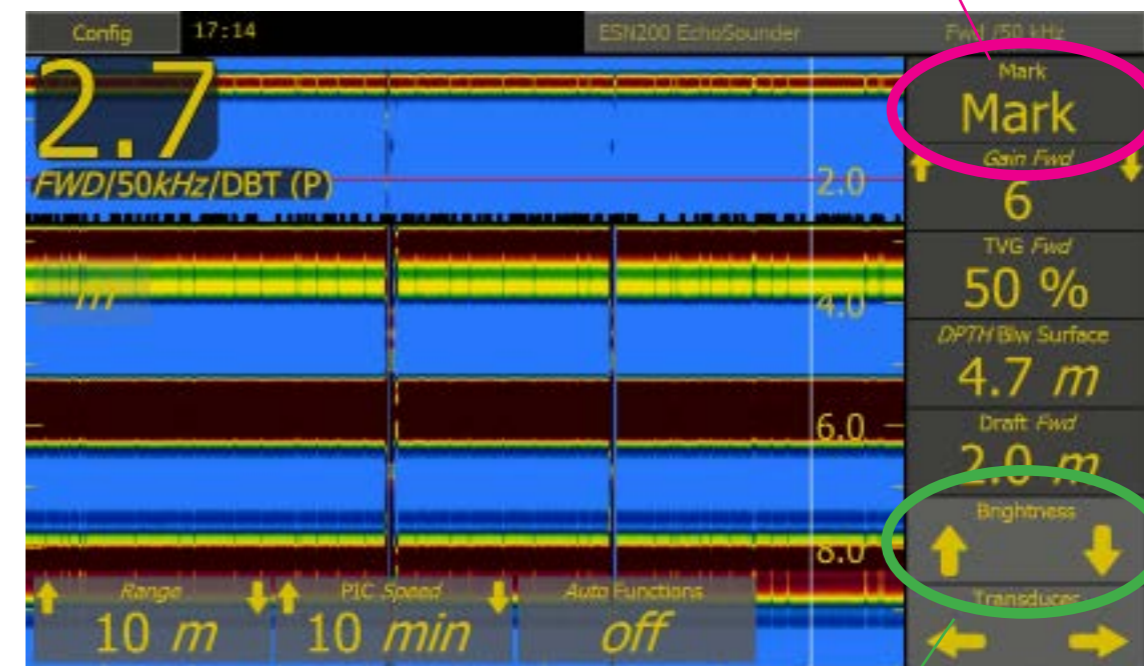 Config 17:14 ESN200 EchoSounder Fwd /50 kHz
2.7
FWD/50kHz/DBT (P)
m
2.0
4.0
6.0
8.0
Mark
Mark
Gain Fwd
6
TVG Fwd
50 %
DPTH Blw Surface
4.7 m
Draft Fwd
2.0 m
Brightness
Transducer
Range
10 m
PIC Speed
10 min
Auto Functions
off